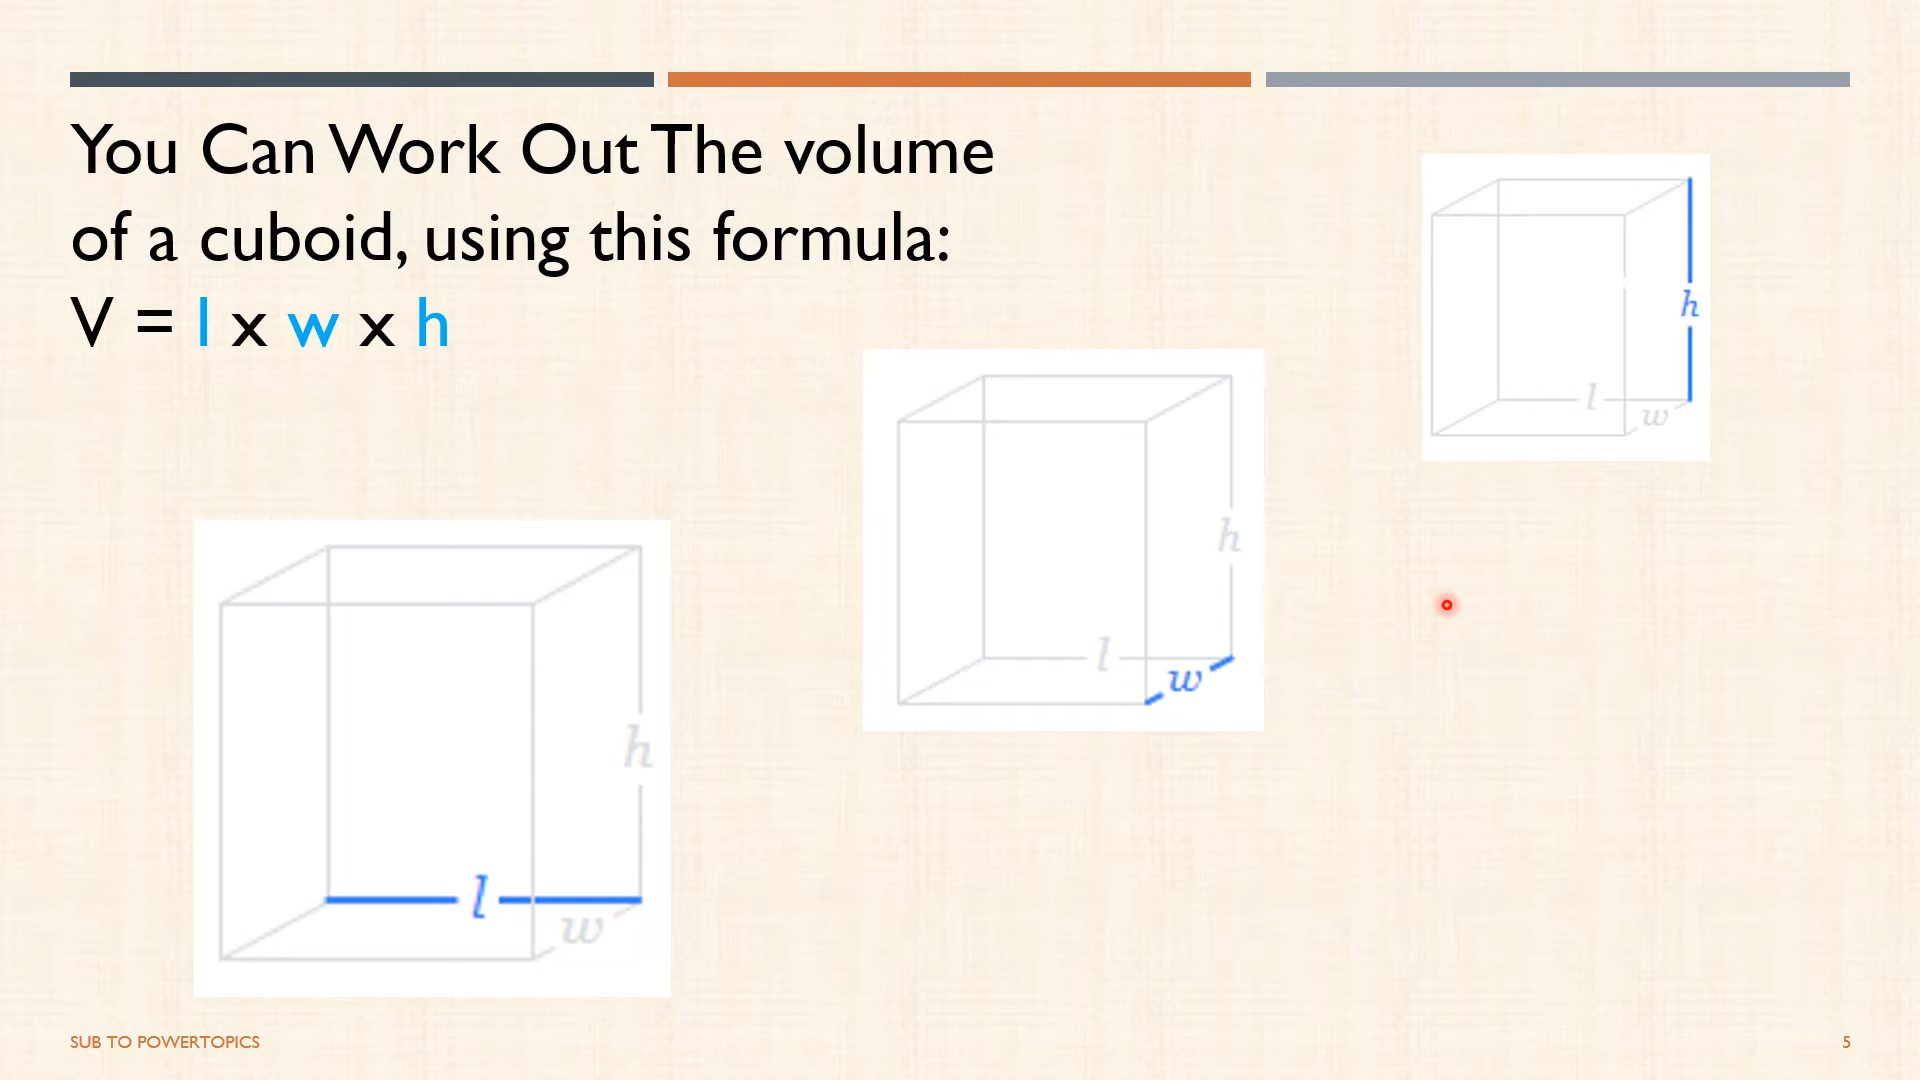 You Can Work Out The volume
of a cuboid, using this formula:
V = l x w x h
h
l
w
h
l
w
h
l
w
SUB TO POWERTOPICS
5